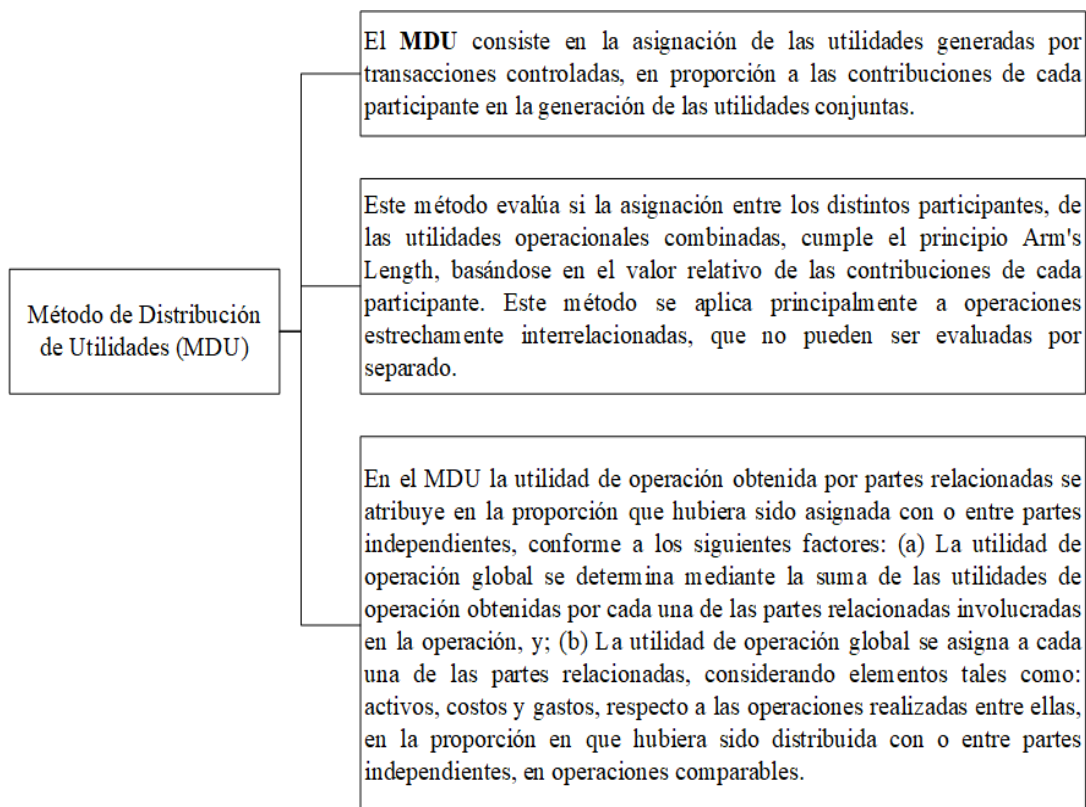 El MDU consiste en la asignación de las utilidades generadas por
transacciones controladas, en proporción a las contribuciones de cada
participante en la generación de las utilidades conjuntas.
Este método evalúa si la asignación entre los distintos participantes, de
las utilidades operacionales combinadas, cumple el principio Arm's
Length, basándose en el valor relativo de las contribuciones de cada
participante. Este método se aplica principalmente a operaciones
estrechamente interrelacionadas, que no pueden ser evaluadas por
separado.
Método de Distribución
de Utilidades (MDU)
En el MDU la utilidad de operación obtenida por partes relacionadas se
atribuye en la proporción que hubiera sido asignada con o entre partes
independientes, conforme a los siguientes factores: (a) La utilidad de
operación global se determina mediante la suma de las utilidades de
operación obtenidas por cada una de las partes relacionadas involucradas
en la operación, y; (b) La utilidad de operación global se asigna a cada
una de las partes relacionadas, considerando elementos tales como:
activos, costos y gastos, respecto a las operaciones realizadas entre ellas,
en la proporción en que hubiera sido distribuida con o entre partes
independientes, en operaciones comparables.